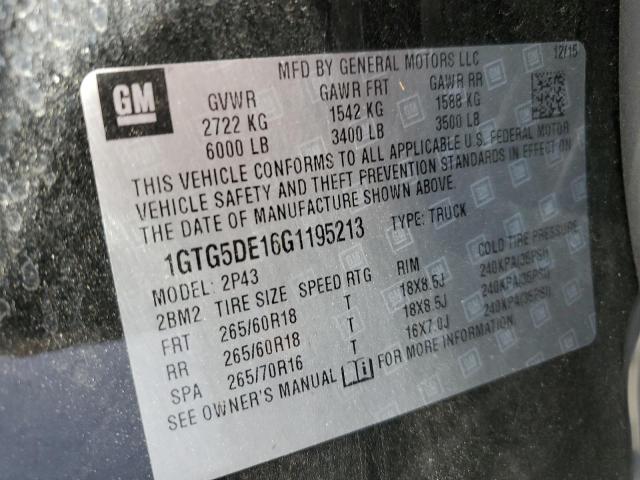 MFD BY GENERAL MOTORS LLC 12/15
GM
GVWR GAWR FRT GAWR RR
2722 KG 1542 KG 1588 KG
6000 LB 3400 LB 3500 LB
THIS VEHICLE CONFORMS TO ALL APPLICABLE U.S. FEDERAL MOTOR
VEHICLE SAFETY AND THEFT PREVENTION STANDARDS IN EFFECT ON
THE DATE OF MANUFACTURE SHOWN ABOVE.
1GTG5DE16G1195213 TYPE: TRUCK
MODEL: 2P43
2BM2 TIRE SIZE SPEED RTG RIM COLD TIRE PRESSURE
FRT 265/60R18 T 18X8.5J 240KPA(35PSI)
RR 265/60R18 T 18X8.5J 240KPA(35PSI)
SPA 265/70R16 T 16X7.0J 240KPA(35PSI)
SEE OWNER'S MANUAL FOR MORE INFORMATION